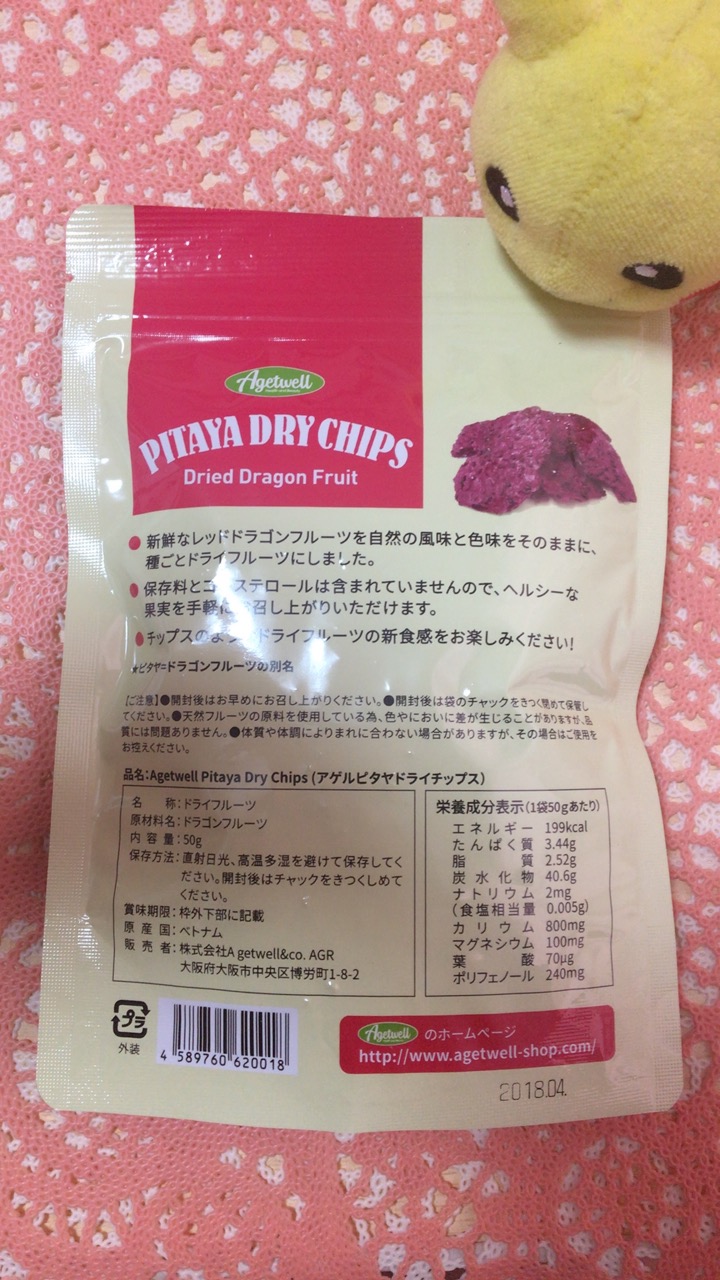 Agetwell
PITAYA DRY CHIPS
Dried Dragon Fruit
● 新鮮なレッドドラゴンフルーツを自然の風味と色味をそのままに、
種ごとドライフルーツにしました。
● 保存料とコ ステロールは含まれていませんので、ヘルシーな
果実を手軽に 召し上がりいただけます。
● チップスのよう ドライフルーツの新食感をお楽しみください!
★ピタヤ=ドラゴンフルーツの別名
【ご注意】●開封後はお早めにお召し上がりください。●開封後は袋のチャックをきつく閉めて保管し
てください。●天然フルーツの原料を使用している為、色やにおいに差が生じることがありますが、品
質には問題ありません。●体質や体調によりまれに合わない場合がありますが、その場合はご使用を
お控えください。
品名:Agetwell Pitaya Dry Chips (アゲルピタヤドライチップス)
名 称:ドライフルーツ
原材料名:ドラゴンフルーツ
内 容 量:50g
保存方法:直射日光、高温多湿を避けて保存してく
ださい。開封後はチャックをきつくしめて
ください。
賞味期限:枠外下部に記載
原 産 国:ベトナム
販 売 者:株式会社A getwell&co. AGR
大阪府大阪市中央区博労町1-8-2
栄養成分表示(1袋50gあたり)
エネルギー 199kcal
たんぱく質 3.44g
脂 質 2.52g
炭水化物 40.6g
ナトリウム 2mg
(食塩相当量 0.005g)
カリウム 800mg
マグネシウム 100mg
葉 酸 70μg
ポリフェノール 240mg
プラ
外装
4 589760 620018
Agetwell のホームページ
http://www.agetwell-shop.com/
2018.04.